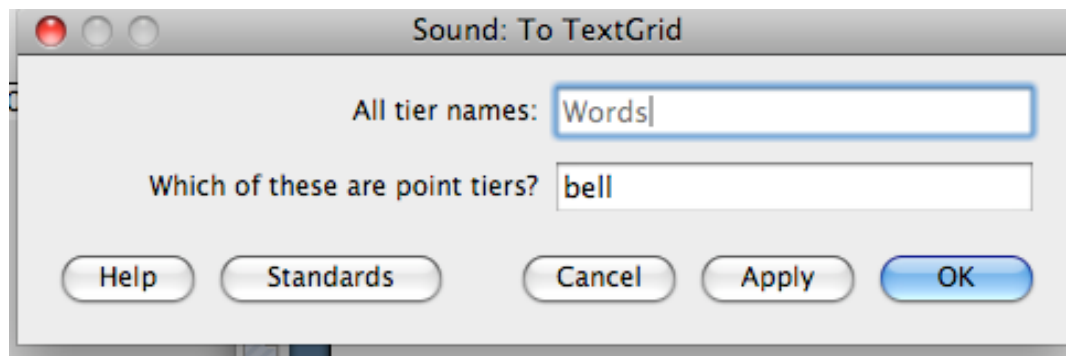 Sound: To TextGrid
All tier names: Words
Which of these are point tiers? bell
Help Standards Cancel Apply OK